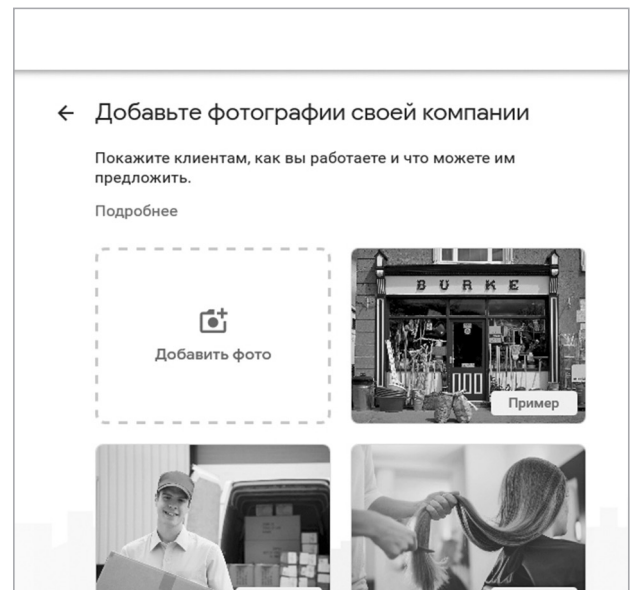 Добавьте фотографии своей компании
Покажите клиентам, как вы работаете и что можете им
предложить.
Подробнее
BURKE
Добавить фото
Пример